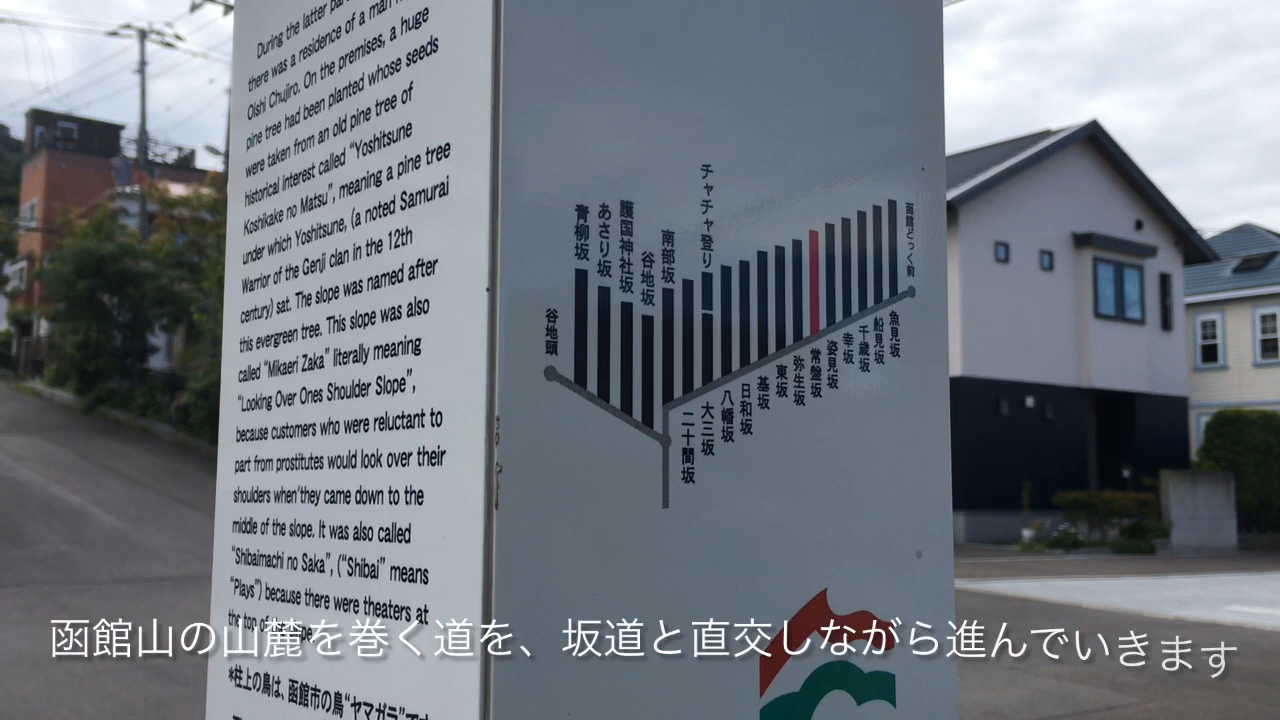 During the latter
there was a residence of a man
Oishi Chujiro. On the premises, a huge
pine tree had been planted whose seeds
were taken from an old pine tree of
historical interest called “Yoshitsune
Koshikake no Matsu”, meaning a pine tree
under which Yoshitsune, (a noted Samurai
Warrior of the Genji clan in the 12th
century) sat. The slope was named after
this evergreen tree. This slope was also
called “Mikaeri Zaka” literally meaning
“Looking Over Ones Shoulder Slope”,
because customers who were reluctant to
part from prostitutes would look over their
shoulders when they came down to the
middle of the slope. It was also called
“Shibaimachi no Saka”, (“Shibai” means
“Plays”) because there were theaters at
the top of
*柱上の鳥は、函館市の鳥“ヤマガラ”で
谷地頭
青柳坂
あさり坂
護国神社坂
谷地坂
南部坂
チャチャ登り
函館どっく前
二十間坂
大三坂
八幡坂
日和坂
基坂
東坂
弥生坂
常盤坂
姿見坂
幸坂
千歳坂
船見坂
魚見坂
函館山の山麓を巻く道を、坂道と直交しながら進んでいきます